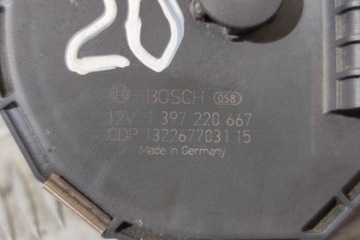 20
BOSCH 058
12V 1 397 220 667
CDP 132267703115
Made in Germany